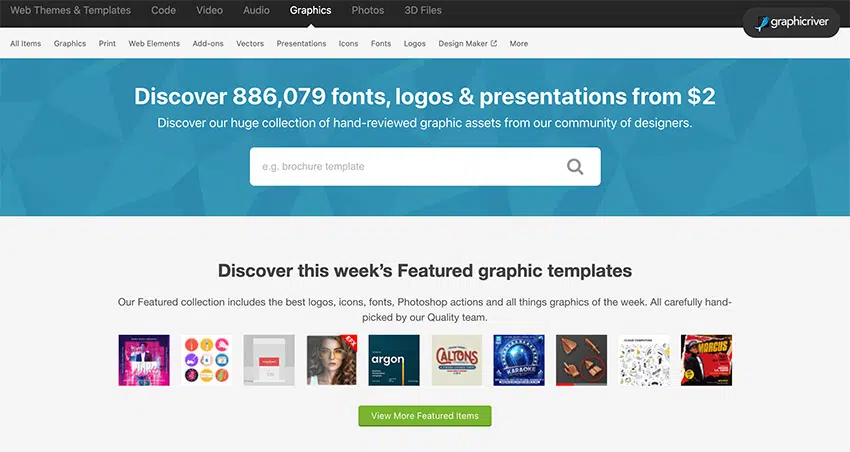 Web Themes & Templates Code Video Audio Graphics Photos 3D Files
graphicriver
All Items Graphics Print Web Elements Add-ons Vectors Presentations Icons Fonts Logos Design Maker More
Discover 886,079 fonts, logos & presentations from $2
Discover our huge collection of hand-reviewed graphic assets from our community of designers.
e.g. brochure template
Discover this week’s Featured graphic templates
Our Featured collection includes the best logos, icons, fonts, Photoshop actions and all things graphics of the week. All carefully hand-
picked by our Quality team.
EFX
argon
CALTONS
KARAOKE
CLOUD COMPUTING
MARCUS
View More Featured Items